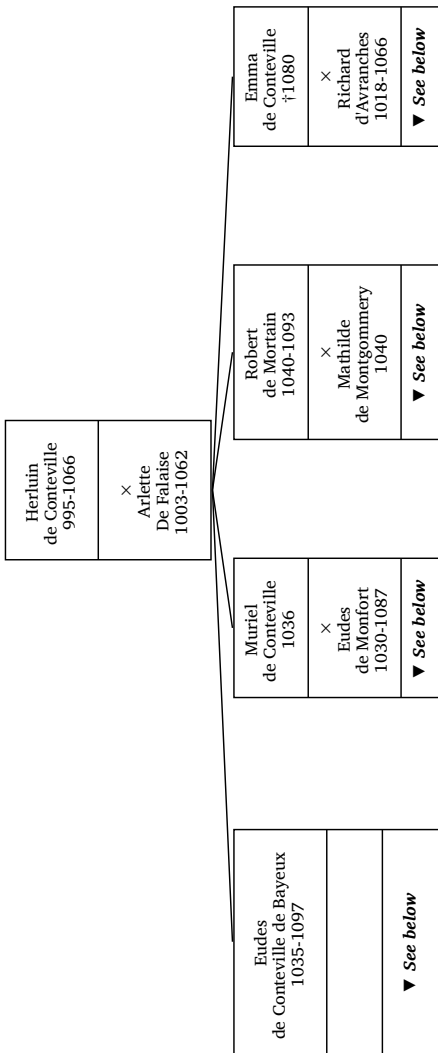 Herluin
de Conteville
995-1066
×
Arlette
De Falaise
1003-1062
Eudes
de Conteville de Bayeux
1035-1097
▼ See below
Muriel
de Conteville
1036
×
Eudes
de Monfort
1030-1087
▼ See below
Robert
de Mortain
1040-1093
×
Mathilde
de Montgommery
1040
▼ See below
Emma
de Conteville
†1080
×
Richard
d'Avranches
1018-1066
▼ See below